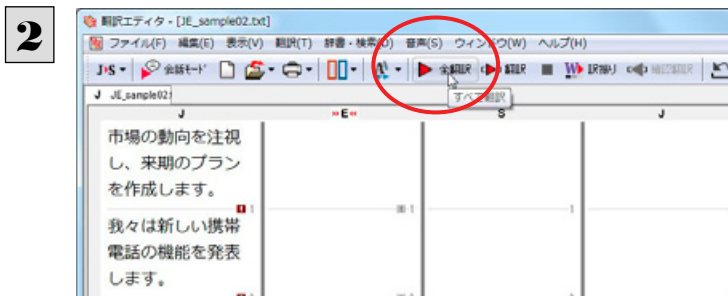 2
翻訳エディタ - [JE_sample02.txt]
ファイル(F) 編集(E) 表示(V) 翻訳(T) 辞書・検索(D) 音声(S) ウィンドウ(W) ヘルプ(H)
J›S 会話モード 全翻訳 翻訳 訳振り
J JE_sample02
すべて翻訳
J »E« S J
市場の動向を注視
し、来期のプラン
を作成します。
1 1 1
我々は新しい携帯
電話の機能を発表
します。